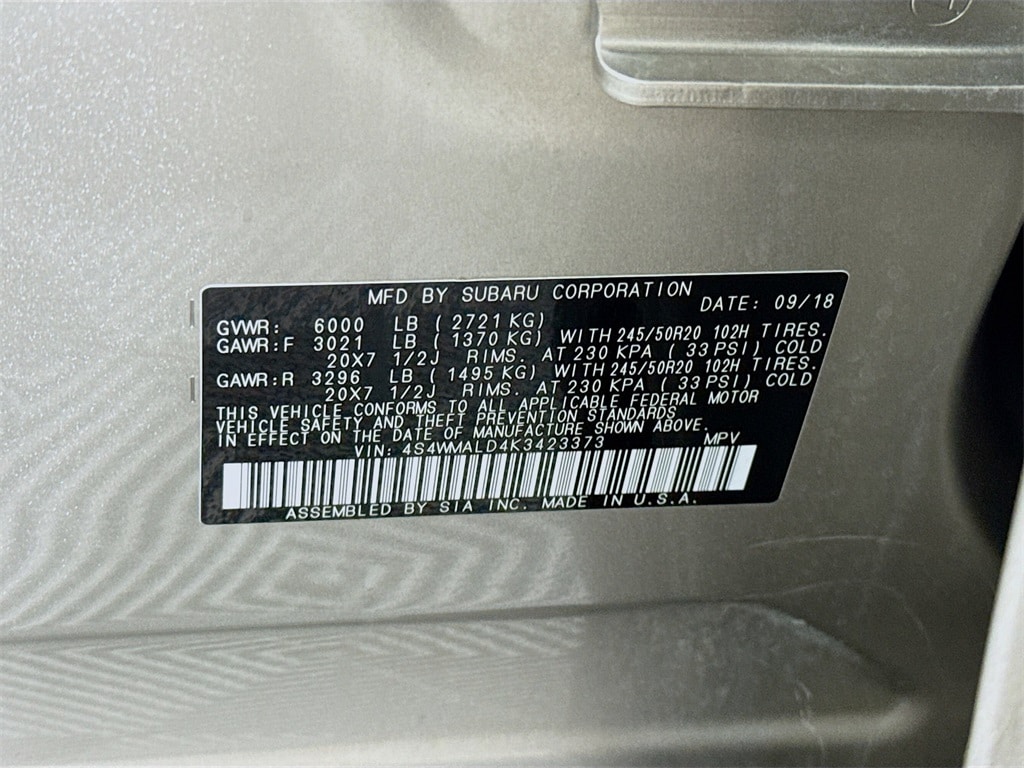 MFD BY SUBARU CORPORATION DATE: 09/18
GVWR: 6000 LB (2721 KG)
GAWR:F 3021 LB (1370 KG) WITH 245/50R20 102H TIRES.
20X7 1/2J RIMS. AT 230 KPA (33 PSI) COLD
GAWR:R 3296 LB (1495 KG) WITH 245/50R20 102H TIRES.
20X7 1/2J RIMS. AT 230 KPA (33 PSI) COLD
THIS VEHICLE CONFORMS TO ALL APPLICABLE FEDERAL MOTOR
VEHICLE SAFETY AND THEFT PREVENTION STANDARDS
IN EFFECT ON THE DATE OF MANUFACTURE SHOWN ABOVE.
VIN: 4S4WMALD4K3423373 MPV
ASSEMBLED BY SIA INC. MADE IN U.S.A.